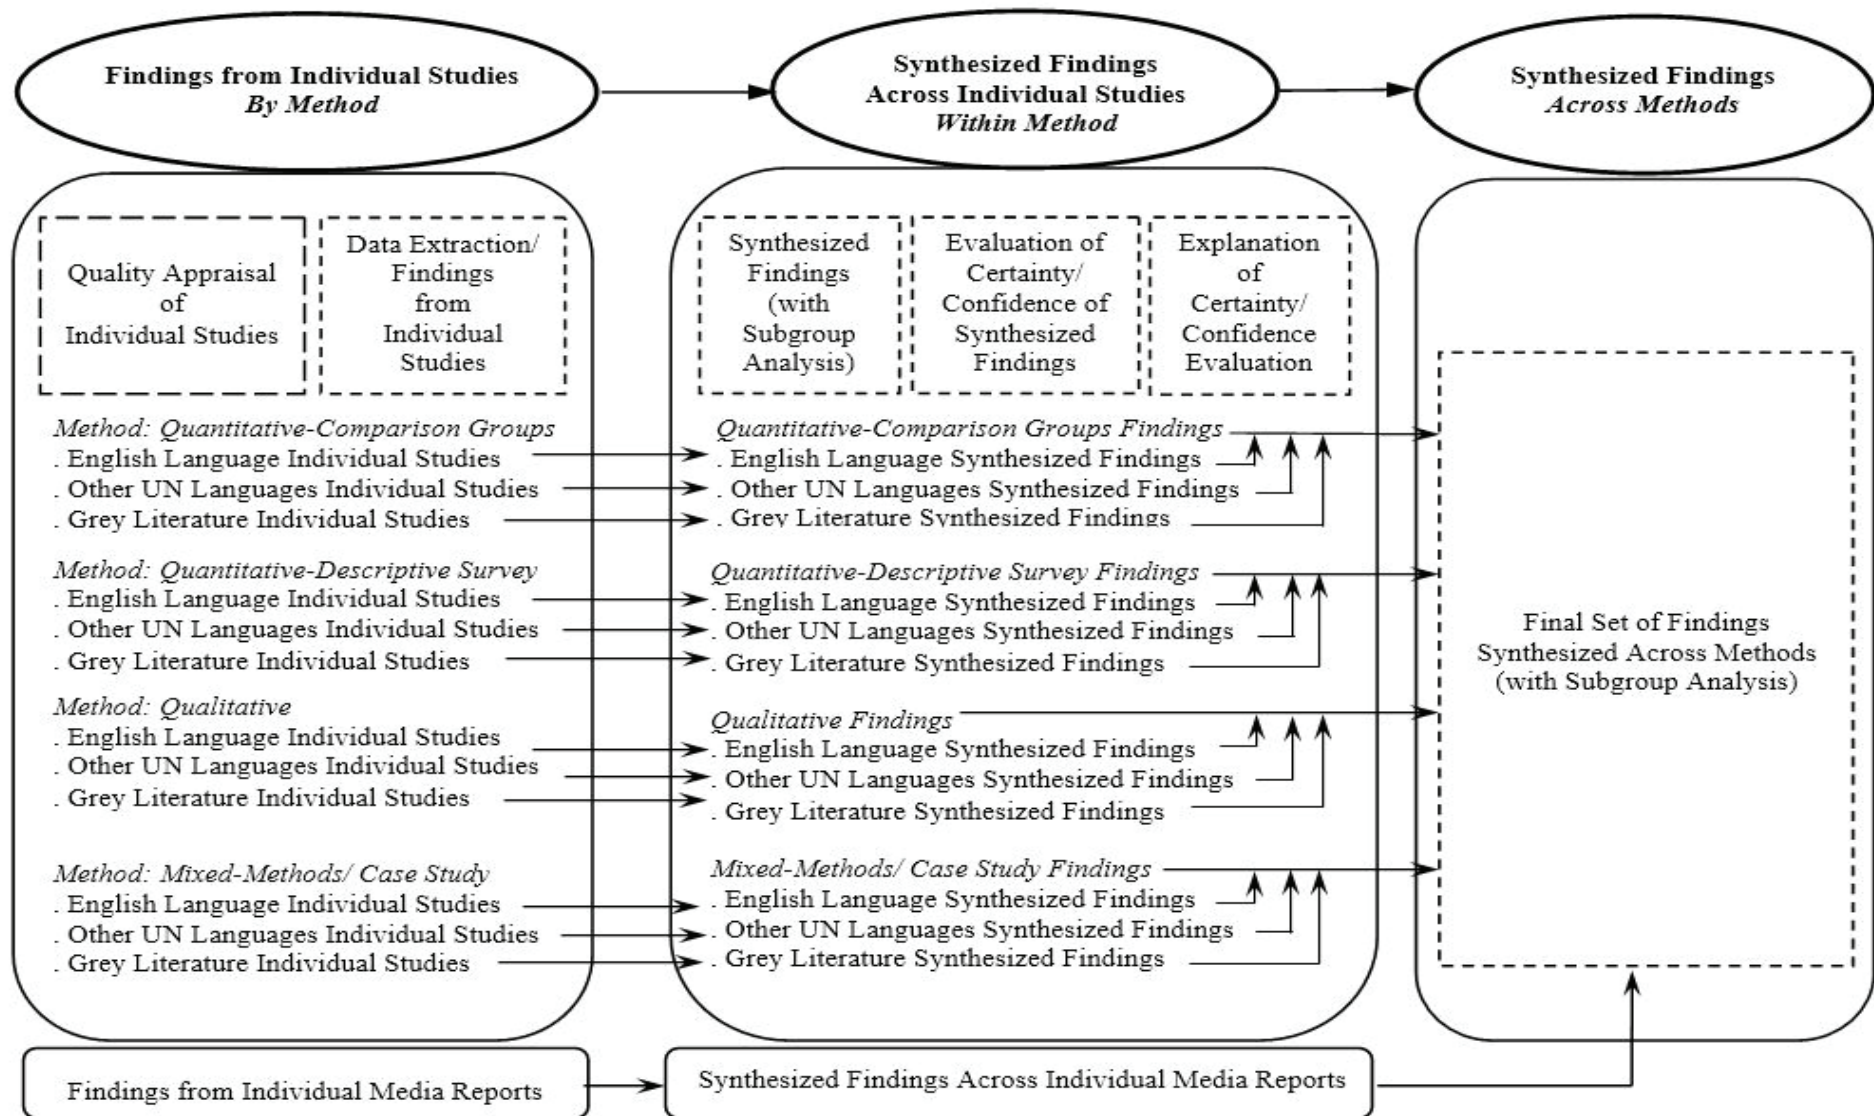 Findings from Individual Studies
By Method
Synthesized Findings
Across Individual Studies
Within Method
Synthesized Findings
Across Methods
Quality Appraisal
of
Individual Studies
Data Extraction/
Findings
from
Individual
Studies
Synthesized
Findings
(with
Subgroup
Analysis)
Evaluation of
Certainty/
Confidence of
Synthesized
Findings
Explanation
of
Certainty/
Confidence
Evaluation
Method: Quantitative-Comparison Groups
. English Language Individual Studies
. Other UN Languages Individual Studies
. Grey Literature Individual Studies
Method: Quantitative-Descriptive Survey
. English Language Individual Studies
. Other UN Languages Individual Studies
. Grey Literature Individual Studies
Method: Qualitative
. English Language Individual Studies
. Other UN Languages Individual Studies
. Grey Literature Individual Studies
Method: Mixed-Methods/ Case Study
. English Language Individual Studies
. Other UN Languages Individual Studies
. Grey Literature Individual Studies
Quantitative-Comparison Groups Findings
. English Language Synthesized Findings
. Other UN Languages Synthesized Findings
. Grey Literature Synthesized Findings
Quantitative-Descriptive Survey Findings
. English Language Synthesized Findings
. Other UN Languages Synthesized Findings
. Grey Literature Synthesized Findings
Qualitative Findings
. English Language Synthesized Findings
. Other UN Languages Synthesized Findings
. Grey Literature Synthesized Findings
Mixed-Methods/ Case Study Findings
. English Language Synthesized Findings
. Other UN Languages Synthesized Findings
. Grey Literature Synthesized Findings
Final Set of Findings
Synthesized Across Methods
(with Subgroup Analysis)
Findings from Individual Media Reports
Synthesized Findings Across Individual Media Reports